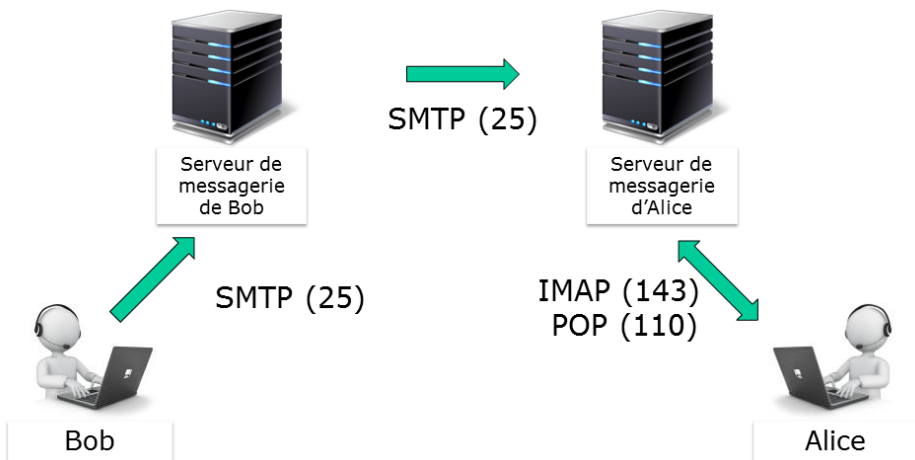 SMTP (25)
Serveur de
messagerie
de Bob
Serveur de
messagerie
d'Alice
SMTP (25)
IMAP (143)
POP (110)
Bob
Alice